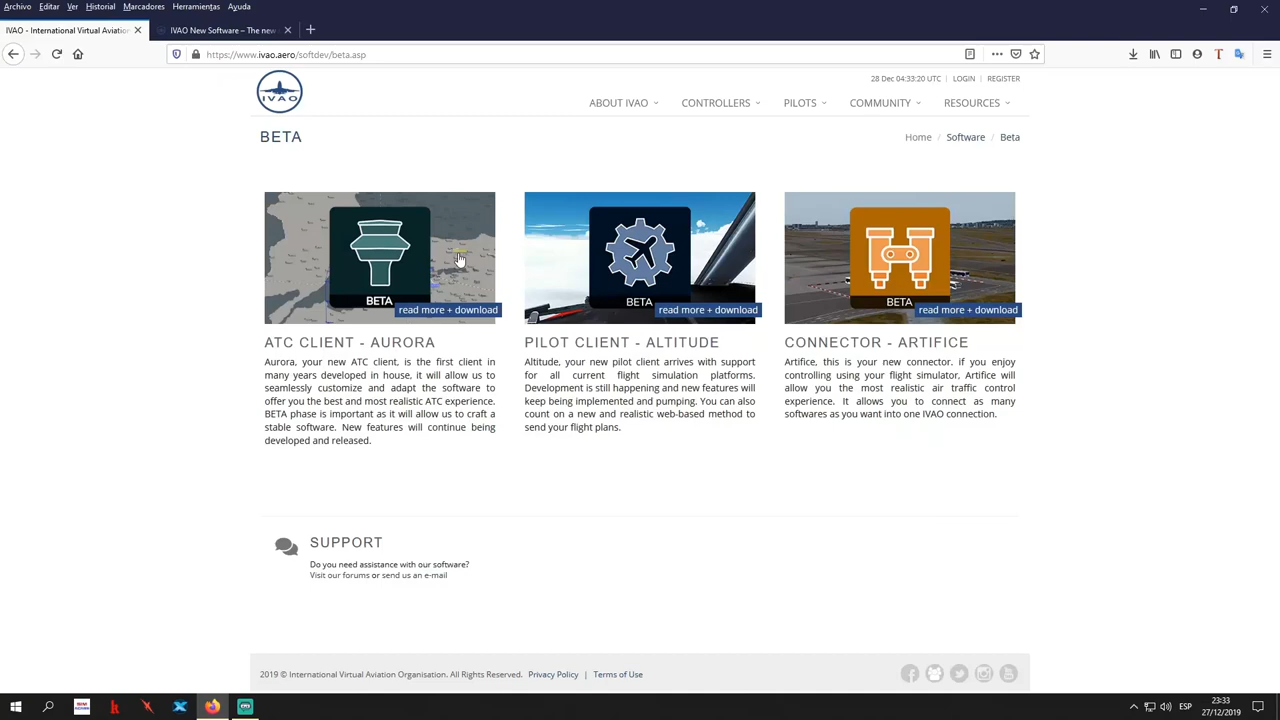 Archivo Editar Ver Historial Marcadores Herramientas Ayuda
IVAO - International Virtual Aviation
IVAO New Software – The new
https://www.ivao.aero/softdev/beta.asp
IVAO
28 Dec 04:33:20 UTC | LOGIN | REGISTER
ABOUT IVAO CONTROLLERS PILOTS COMMUNITY RESOURCES
BETA
Home / Software / Beta
BETA
read more + download
BETA
read more + download
BETA
read more + download
ATC CLIENT - AURORA
Aurora, your new ATC client, is the first client in
many years developed in house, it will allow us to
seamlessly customize and adapt the software to
offer you the best and most realistic ATC experience.
BETA phase is important as it will allow us to craft a
stable software. New features will continue being
developed and released.
PILOT CLIENT - ALTITUDE
Altitude, your new pilot client arrives with support
for all current flight simulation platforms.
Development is still happening and new features will
keep being implemented and pumping. You can also
count on a new and realistic web-based method to
send your flight plans.
CONNECTOR - ARTIFICE
Artifice, this is your new connector. if you enjoy
controlling using your flight simulator, Artifice will
allow you the most realistic air traffic control
experience. It allows you to connect as many
softwares as you want into one IVAO connection.
SUPPORT
Do you need assistance with our software?
Visit our forums or send us an e-mail
2019 © International Virtual Aviation Organisation. All Rights Reserved. Privacy Policy | Terms of Use
ESP
23:33
27/12/2019